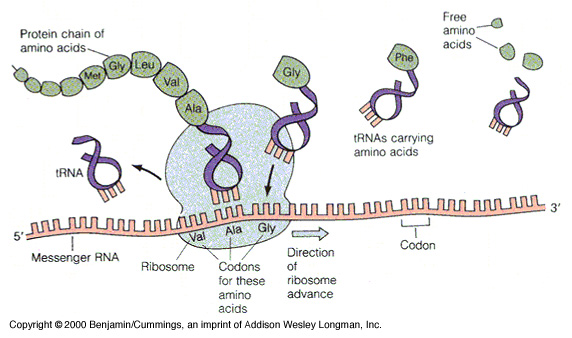 Protein chain of
amino acids
Met
Gly
Leu
Val
Ala
Gly
Phe
Free
amino
acids
tRNAs carrying
amino acids
tRNA
5'
3'
Val
Ala
Gly
Messenger RNA
Ribosome
Codons
for these
amino
acids
Direction
of
ribosome
advance
Codon
Copyright © 2000 Benjamin/Cummings, an imprint of Addison Wesley Longman, Inc.